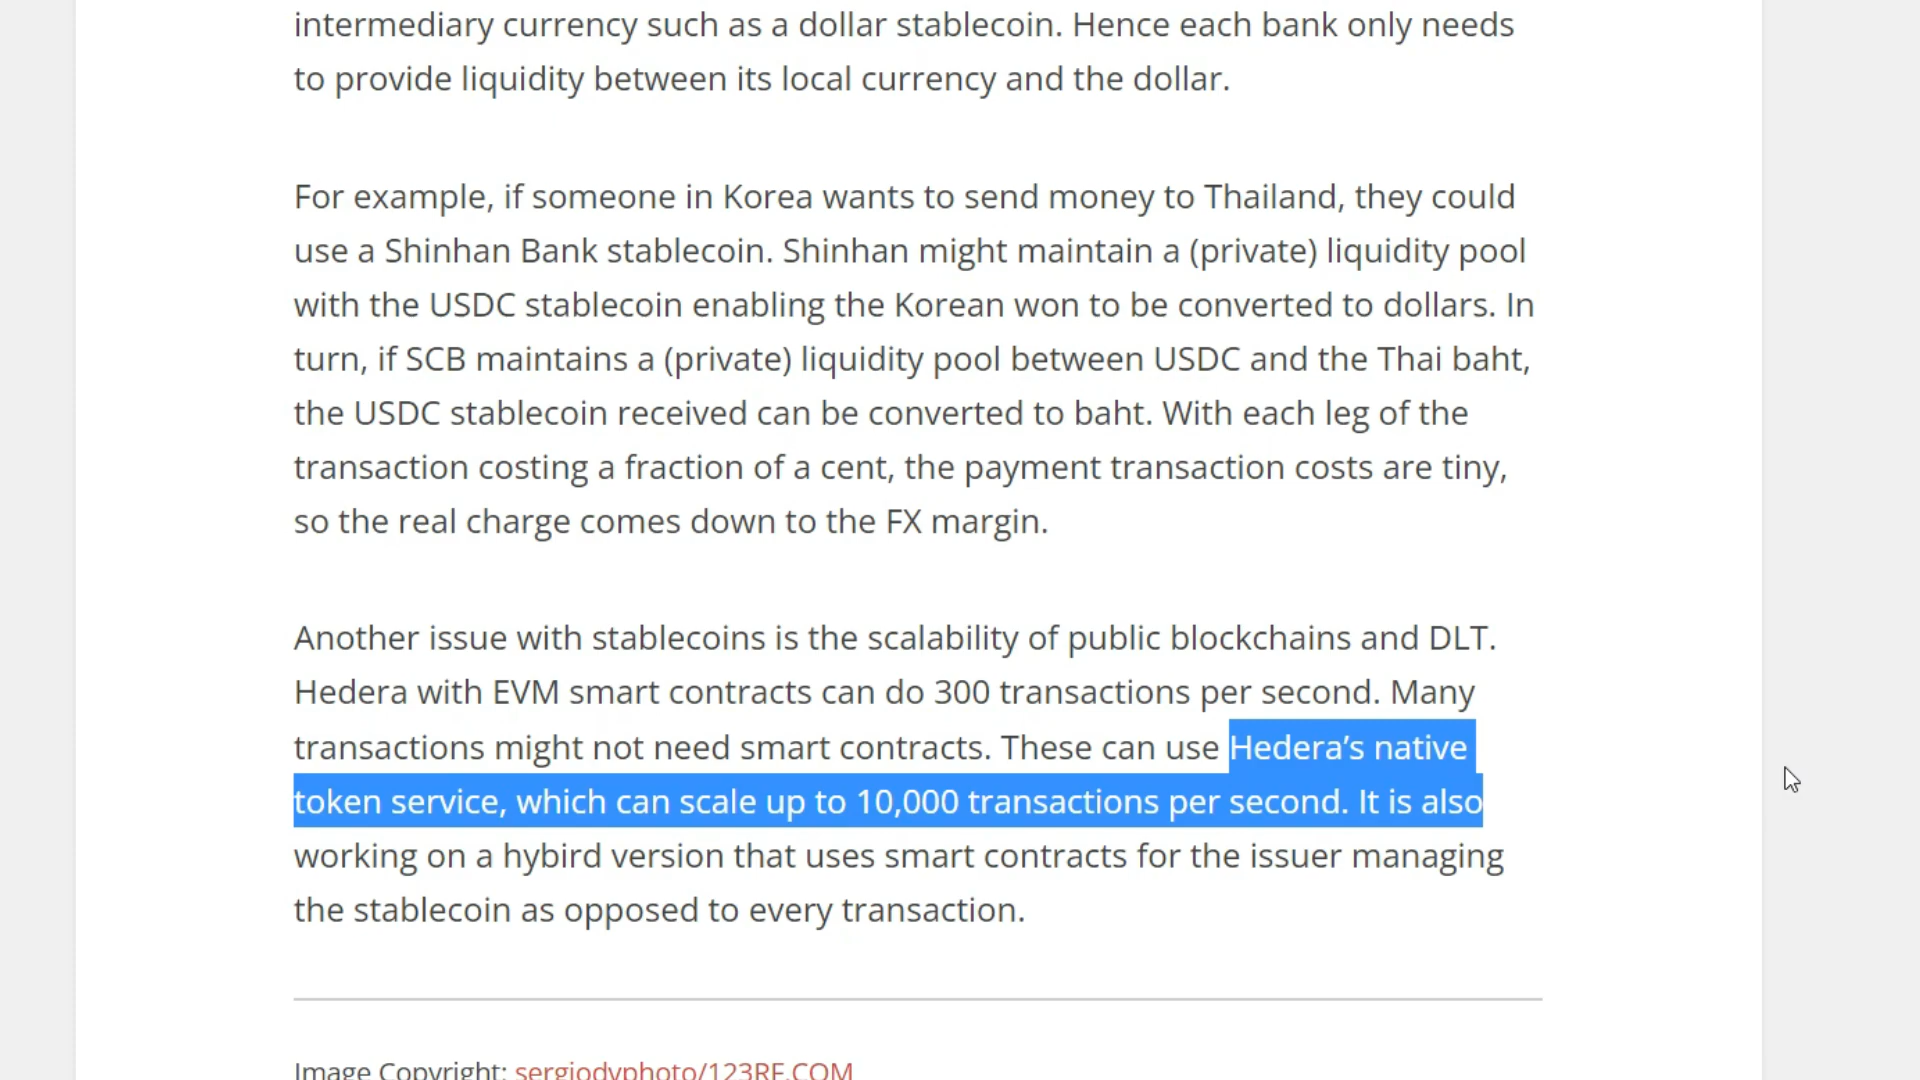 intermediary currency such as a dollar stablecoin. Hence each bank only needs
to provide liquidity between its local currency and the dollar.
For example, if someone in Korea wants to send money to Thailand, they could
use a Shinhan Bank stablecoin. Shinhan might maintain a (private) liquidity pool
with the USDC stablecoin enabling the Korean won to be converted to dollars. In
turn, if SCB maintains a (private) liquidity pool between USDC and the Thai baht,
the USDC stablecoin received can be converted to baht. With each leg of the
transaction costing a fraction of a cent, the payment transaction costs are tiny,
so the real charge comes down to the FX margin.
Another issue with stablecoins is the scalability of public blockchains and DLT.
Hedera with EVM smart contracts can do 300 transactions per second. Many
transactions might not need smart contracts. These can use Hedera’s native
token service, which can scale up to 10,000 transactions per second. It is also
working on a hybird version that uses smart contracts for the issuer managing
the stablecoin as opposed to every transaction.
Image Copyright: sergiodvphoto/123RF.COM